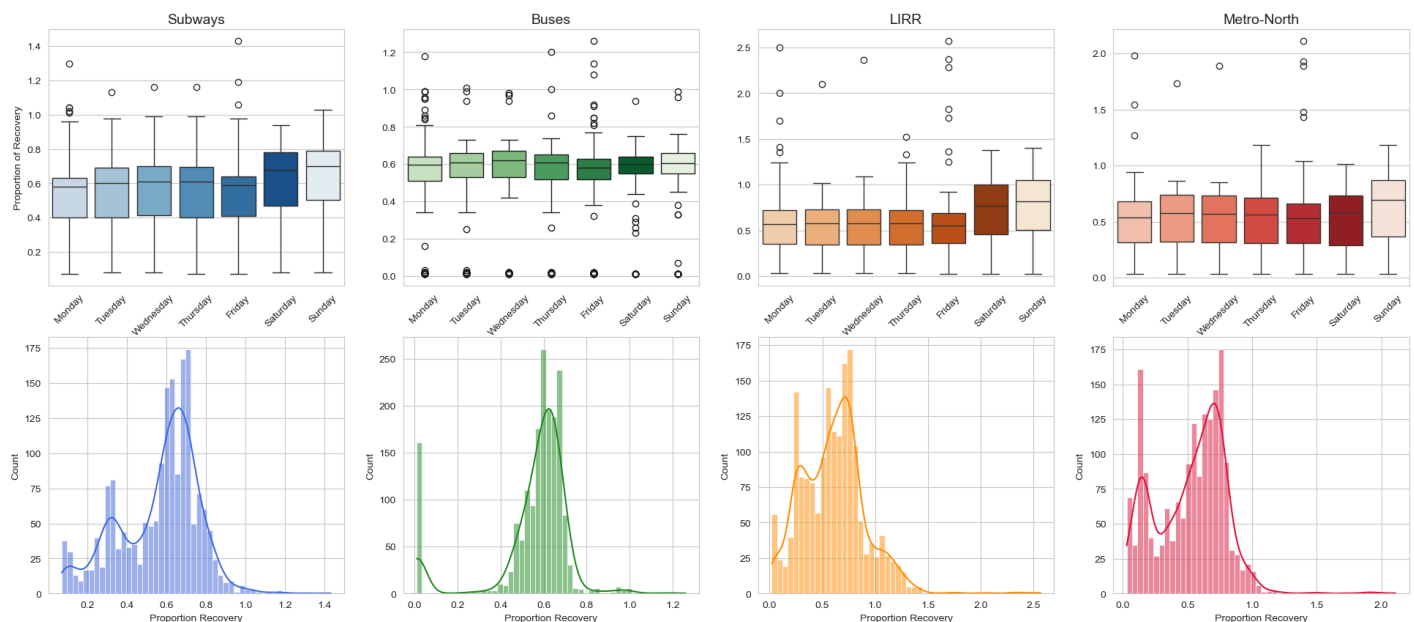 Subways
Buses
LIRR
Metro-North
Proportion of Recovery
1.4
1.2
1.0
0.8
0.6
0.4
0.2
Monday
Tuesday
Wednesday
Thursday
Friday
Saturday
Sunday
1.2
1.0
0.8
0.6
0.4
0.2
0.0
Monday
Tuesday
Wednesday
Thursday
Friday
Saturday
Sunday
2.5
2.0
1.5
1.0
0.5
0.0
Monday
Tuesday
Wednesday
Thursday
Friday
Saturday
Sunday
2.0
1.5
1.0
0.5
0.0
Monday
Tuesday
Wednesday
Thursday
Friday
Saturday
Sunday
Count
175
150
125
100
75
50
25
0
0.2 0.4 0.6 0.8 1.0 1.2 1.4
Proportion Recovery
Count
250
200
150
100
50
0
0.0 0.2 0.4 0.6 0.8 1.0 1.2
Proportion Recovery
Count
175
150
125
100
75
50
25
0
0.0 0.5 1.0 1.5 2.0 2.5
Proportion Recovery
Count
175
150
125
100
75
50
25
0
0.0 0.5 1.0 1.5 2.0
Proportion Recovery